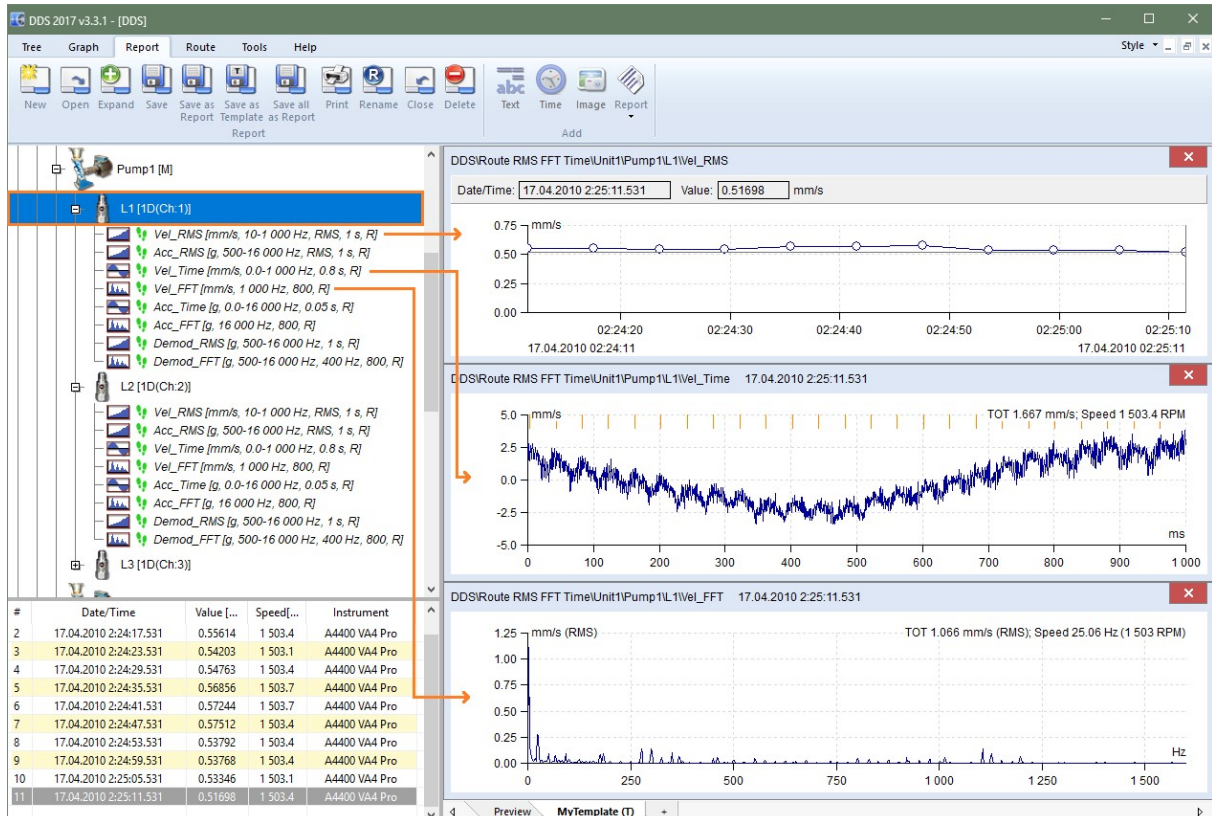 DDS 2017 v3.3.1 - [DDS]
Tree Graph Report Route Tools Help Style
New Open Expand Save Save as Report Save as Template Save all as Report Print Rename Close Delete Text Time Image Report
Report Add
Pump1 [M]
L1 [1D(Ch:1)]
Vel_RMS [mm/s, 10-1 000 Hz, RMS, 1 s, R]
Acc_RMS [g, 500-16 000 Hz, RMS, 1 s, R]
Vel_Time [mm/s, 0.0-1 000 Hz, 0.8 s, R]
Vel_FFT [mm/s, 1 000 Hz, 800, R]
Acc_Time [g, 0.0-16 000 Hz, 0.05 s, R]
Acc_FFT [g, 16 000 Hz, 800, R]
Demod_RMS [g, 500-16 000 Hz, 1 s, R]
Demod_FFT [g, 500-16 000 Hz, 400 Hz, 800, R]
L2 [1D(Ch:2)]
Vel_RMS [mm/s, 10-1 000 Hz, RMS, 1 s, R]
Acc_RMS [g, 500-16 000 Hz, RMS, 1 s, R]
Vel_Time [mm/s, 0.0-1 000 Hz, 0.8 s, R]
Vel_FFT [mm/s, 1 000 Hz, 800, R]
Acc_Time [g, 0.0-16 000 Hz, 0.05 s, R]
Acc_FFT [g, 16 000 Hz, 800, R]
Demod_RMS [g, 500-16 000 Hz, 1 s, R]
Demod_FFT [g, 500-16 000 Hz, 400 Hz, 800, R]
L3 [1D(Ch:3)]
# Date/Time Value [... Speed[... Instrument
2 17.04.2010 2:24:17.531 0.55614 1 503.4 A4400 VA4 Pro
3 17.04.2010 2:24:23.531 0.54203 1 503.1 A4400 VA4 Pro
4 17.04.2010 2:24:29.531 0.54763 1 503.4 A4400 VA4 Pro
5 17.04.2010 2:24:35.531 0.56856 1 503.7 A4400 VA4 Pro
6 17.04.2010 2:24:41.531 0.57244 1 503.7 A4400 VA4 Pro
7 17.04.2010 2:24:47.531 0.57512 1 503.4 A4400 VA4 Pro
8 17.04.2010 2:24:53.531 0.53792 1 503.4 A4400 VA4 Pro
9 17.04.2010 2:24:59.531 0.53768 1 503.4 A4400 VA4 Pro
10 17.04.2010 2:25:05.531 0.53346 1 503.1 A4400 VA4 Pro
11 17.04.2010 2:25:11.531 0.51698 1 503.4 A4400 VA4 Pro
DDS\Route RMS FFT Time\Unit1\Pump1\L1\Vel_RMS
Date/Time: 17.04.2010 2:25:11.531 Value: 0.51698 mm/s
0.75 mm/s
0.50
0.25
0.00
02:24:20 02:24:30 02:24:40 02:24:50 02:25:00 02:25:10
17.04.2010 02:24:11 17.04.2010 02:25:11
DDS\Route RMS FFT Time\Unit1\Pump1\L1\Vel_Time 17.04.2010 2:25:11.531
5.0 mm/s TOT 1.667 mm/s; Speed 1 503.4 RPM
2.5
0.0
-2.5
-5.0 ms
0 100 200 300 400 500 600 700 800 900 1 000
DDS\Route RMS FFT Time\Unit1\Pump1\L1\Vel_FFT 17.04.2010 2:25:11.531
1.25 mm/s (RMS) TOT 1.066 mm/s (RMS); Speed 25.06 Hz (1 503 RPM)
1.00
0.75
0.50
0.25
0.00 Hz
0 250 500 750 1 000 1 250 1 500
Preview MyTemplate (T) +